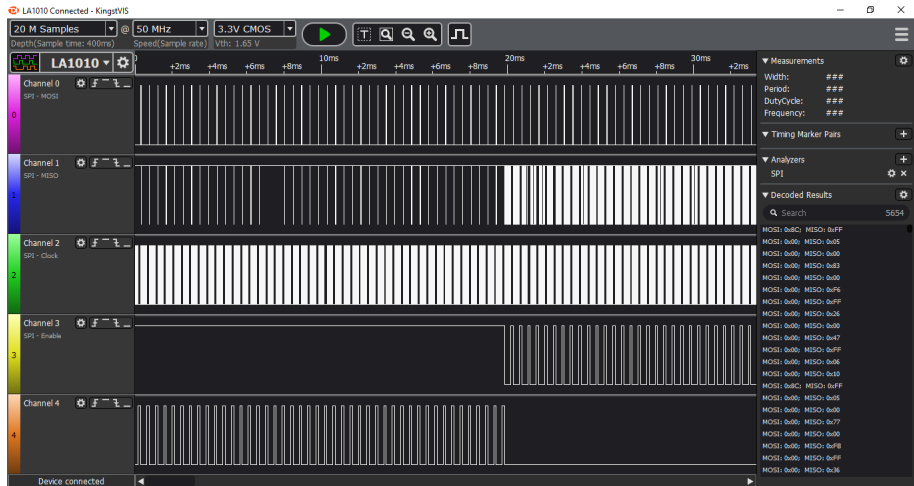 LA1010 Connected - KingstVIS
20 M Samples @ 50 MHz 3.3V CMOS
Depth(Sample time: 400ms) Speed(Sample rate) Vth: 1.65 V
LA1010
+2ms +4ms +6ms +8ms 10ms +2ms +4ms +6ms +8ms 20ms +2ms +4ms +6ms +8ms 30ms +2ms
Channel 0
SPI - MOSI
0
Channel 1
SPI - MISO
1
Channel 2
SPI - Clock
2
Channel 3
SPI - Enable
3
Channel 4
4
Device connected
Measurements
Width: ###
Period: ###
DutyCycle: ###
Frequency: ###
Timing Marker Pairs
Analyzers
SPI
Decoded Results
Search 5654
MOSI: 0x8C; MISO: 0xFF
MOSI: 0x00; MISO: 0x05
MOSI: 0x00; MISO: 0x00
MOSI: 0x00; MISO: 0x83
MOSI: 0x00; MISO: 0x00
MOSI: 0x00; MISO: 0xF6
MOSI: 0x00; MISO: 0xFF
MOSI: 0x00; MISO: 0x26
MOSI: 0x00; MISO: 0x00
MOSI: 0x00; MISO: 0x47
MOSI: 0x00; MISO: 0xFF
MOSI: 0x00; MISO: 0x06
MOSI: 0x00; MISO: 0x10
MOSI: 0x8C; MISO: 0xFF
MOSI: 0x00; MISO: 0x05
MOSI: 0x00; MISO: 0x00
MOSI: 0x00; MISO: 0x77
MOSI: 0x00; MISO: 0x00
MOSI: 0x00; MISO: 0xFB
MOSI: 0x00; MISO: 0xFF
MOSI: 0x00; MISO: 0x36